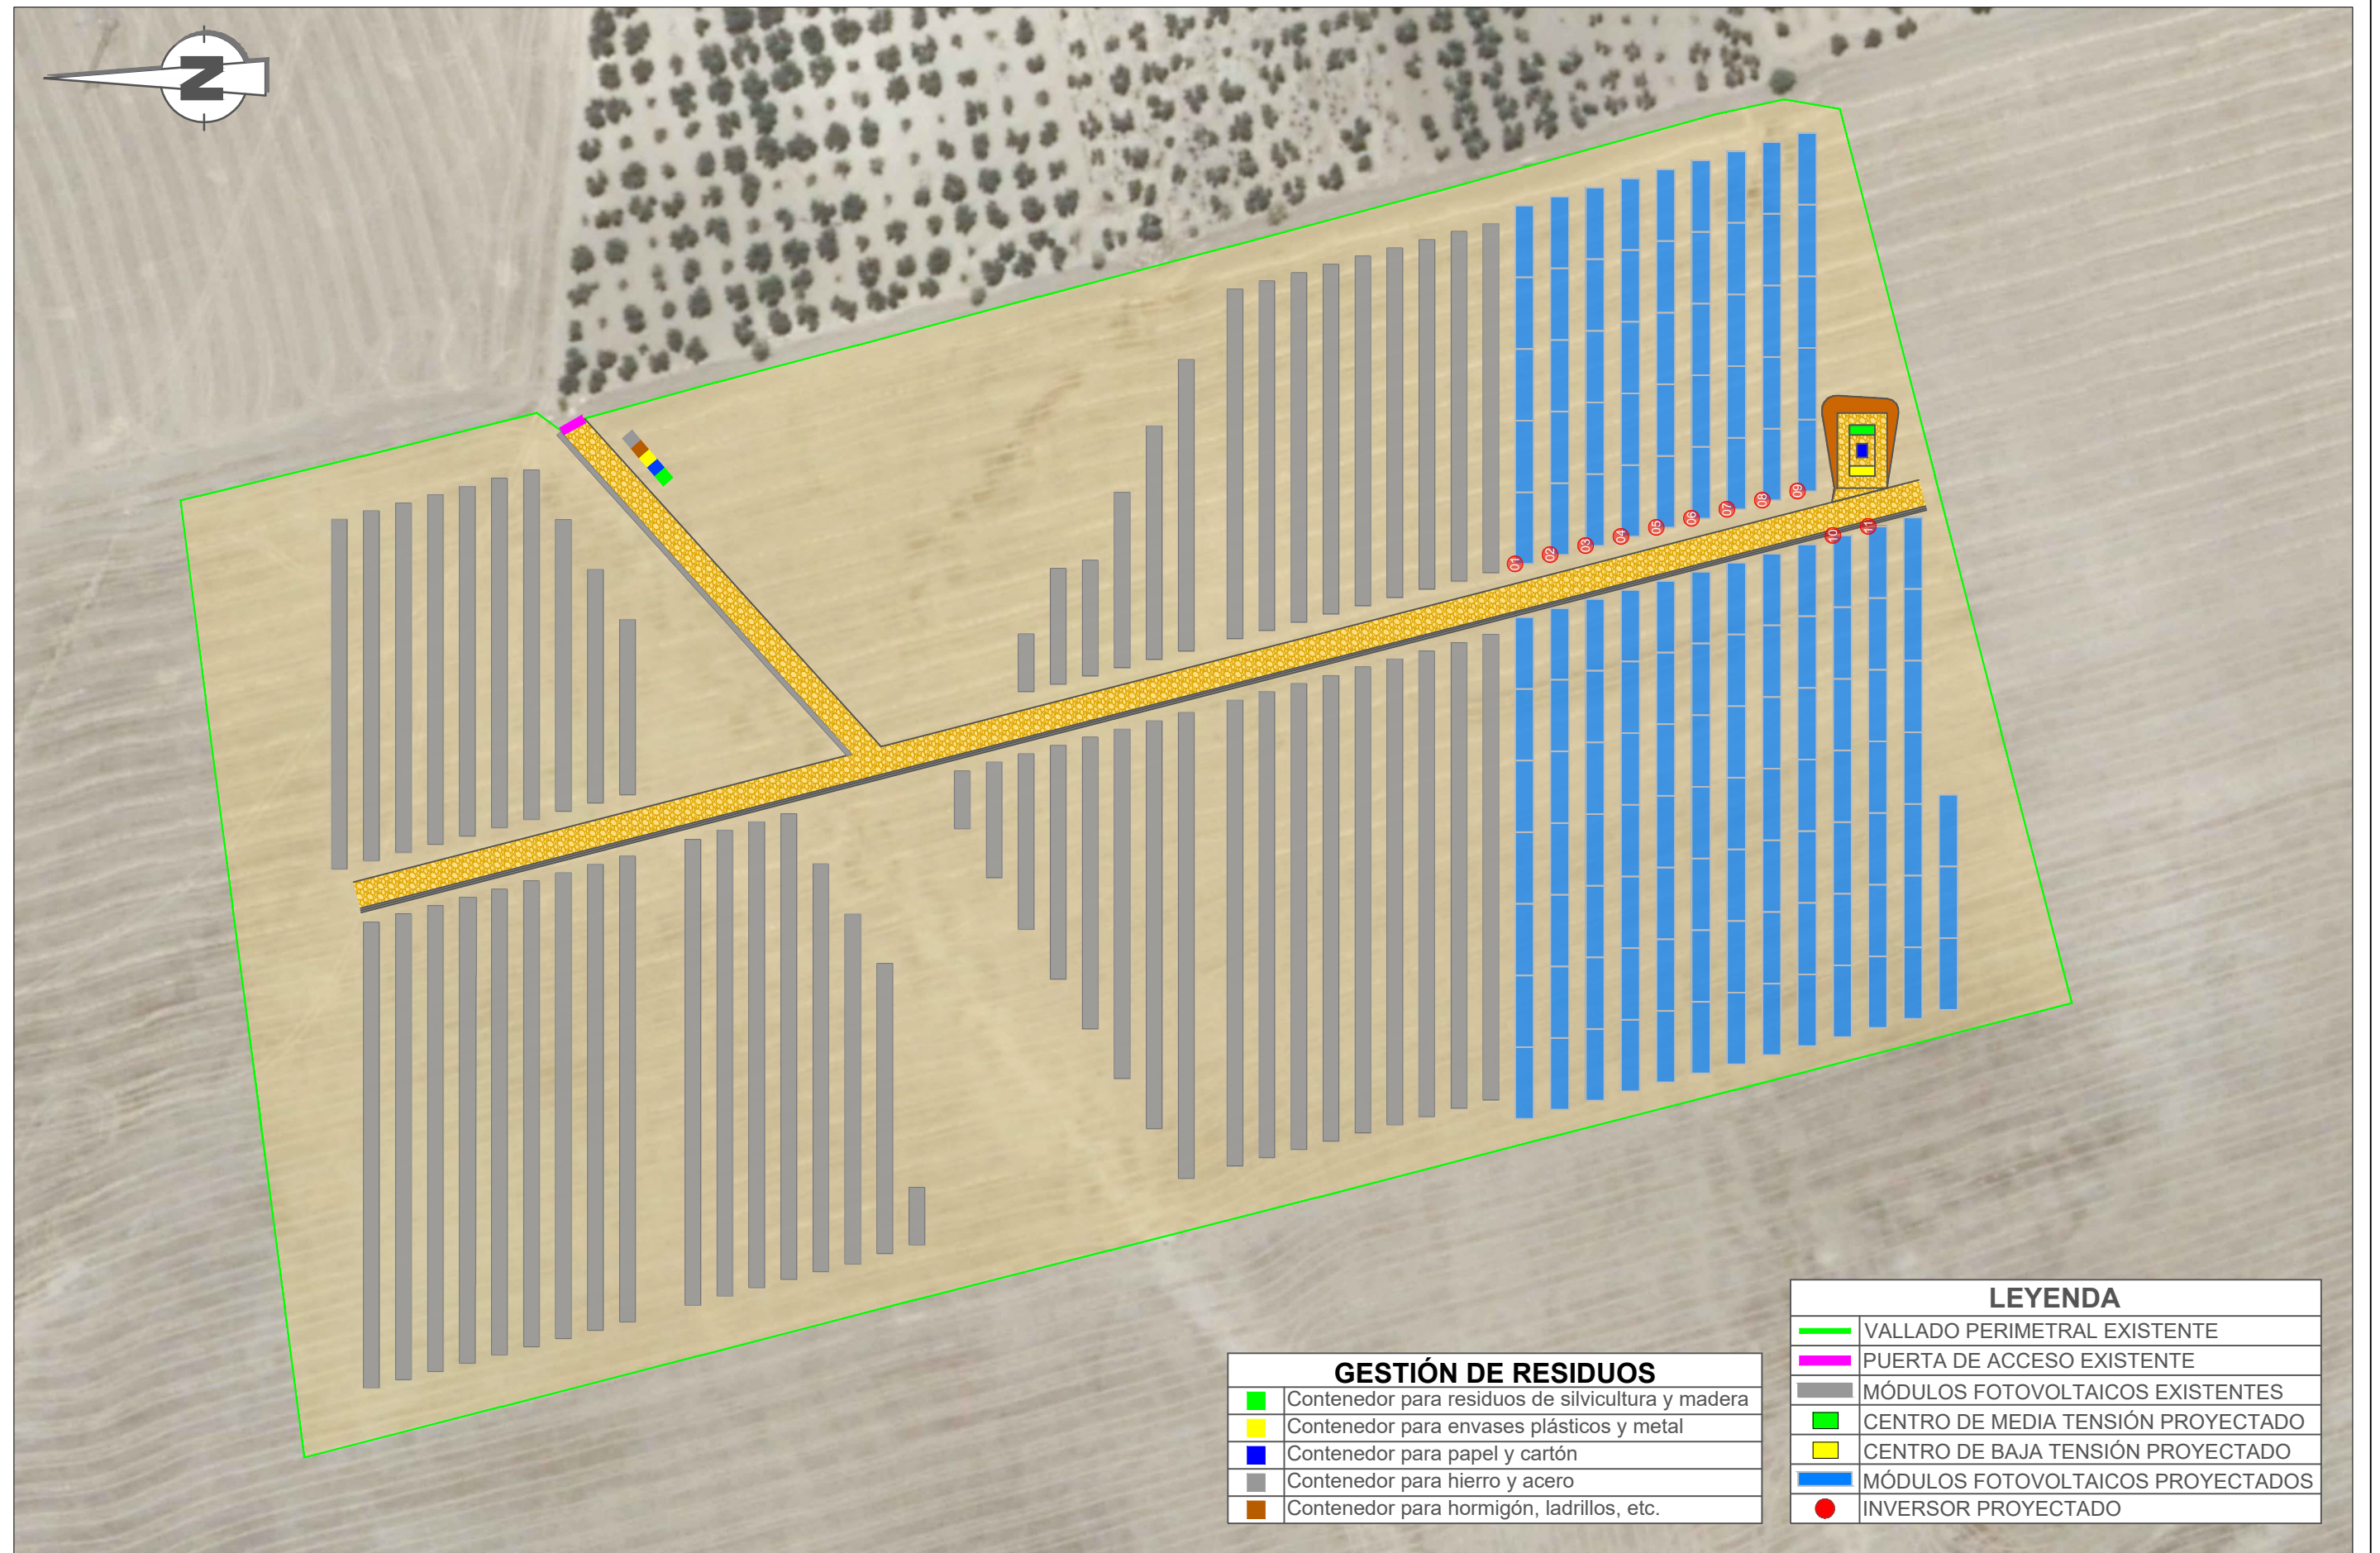 N
01
02
03
04
05
06
07
08
09
10
11
GESTIÓN DE RESIDUOS
Contenedor para residuos de silvicultura y madera
Contenedor para envases plásticos y metal
Contenedor para papel y cartón
Contenedor para hierro y acero
Contenedor para hormigón, ladrillos, etc.
LEYENDA
VALLADO PERIMETRAL EXISTENTE
PUERTA DE ACCESO EXISTENTE
MÓDULOS FOTOVOLTAICOS EXISTENTES
CENTRO DE MEDIA TENSIÓN PROYECTADO
CENTRO DE BAJA TENSIÓN PROYECTADO
MÓDULOS FOTOVOLTAICOS PROYECTADOS
INVERSOR PROYECTADO